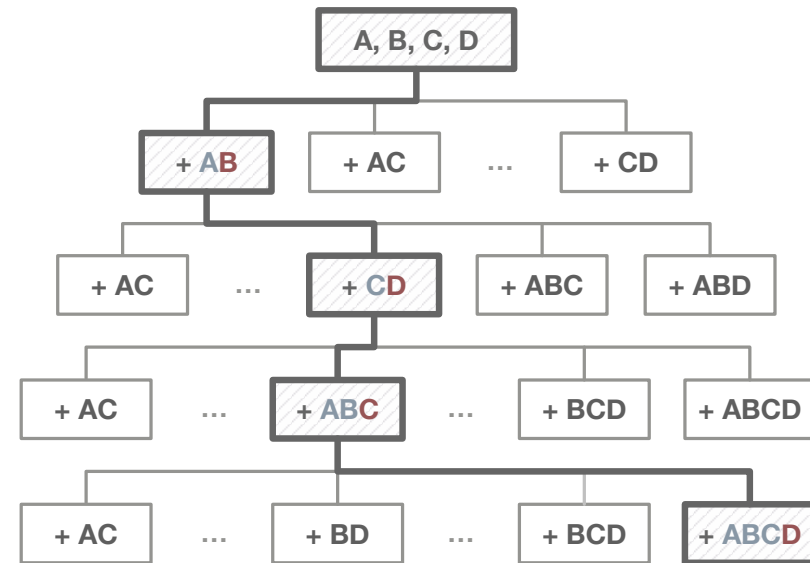 A, B, C, D
+ AB
+ AC
...
+ CD
+ AC
...
+ CD
+ ABC
+ ABD
+ AC
...
+ ABC
...
+ BCD
+ ABCD
+ AC
...
+ BD
...
+ BCD
+ ABCD